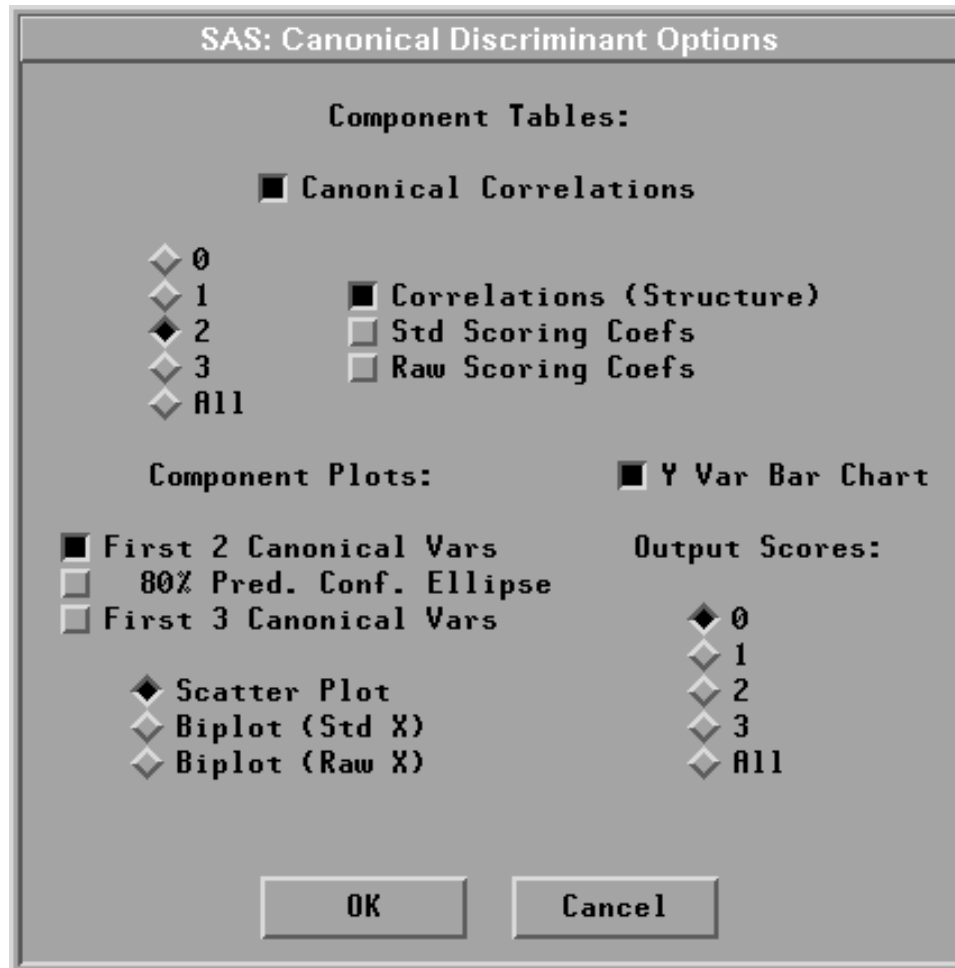 SAS: Canonical Discriminant Options
Component Tables:
Canonical Correlations
0
1
2
3
All
Correlations (Structure)
Std Scoring Coefs
Raw Scoring Coefs
Component Plots:
First 2 Canonical Vars
80% Pred. Conf. Ellipse
First 3 Canonical Vars
Scatter Plot
Biplot (Std X)
Biplot (Raw X)
Y Var Bar Chart
Output Scores:
0
1
2
3
All
OK
Cancel